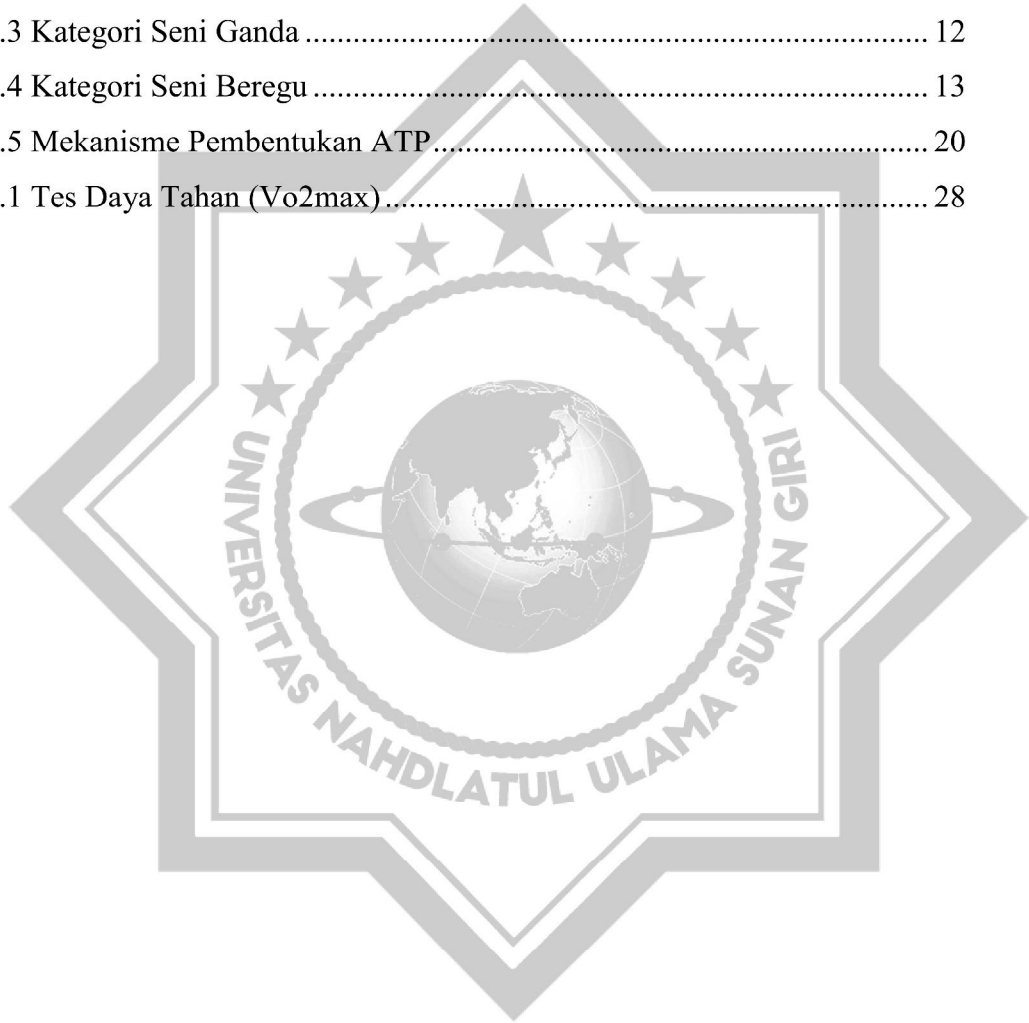 .3 Kategori Seni Ganda ........................................................................... 12
.4 Kategori Seni Beregu .......................................................................... 13
.5 Mekanisme Pembentukan ATP............................................................ 20
.1 Tes Daya Tahan (Vo2max).................................................................. 28
UNIVERSITAS NAHDLATUL ULAMA SUNAN GIRI